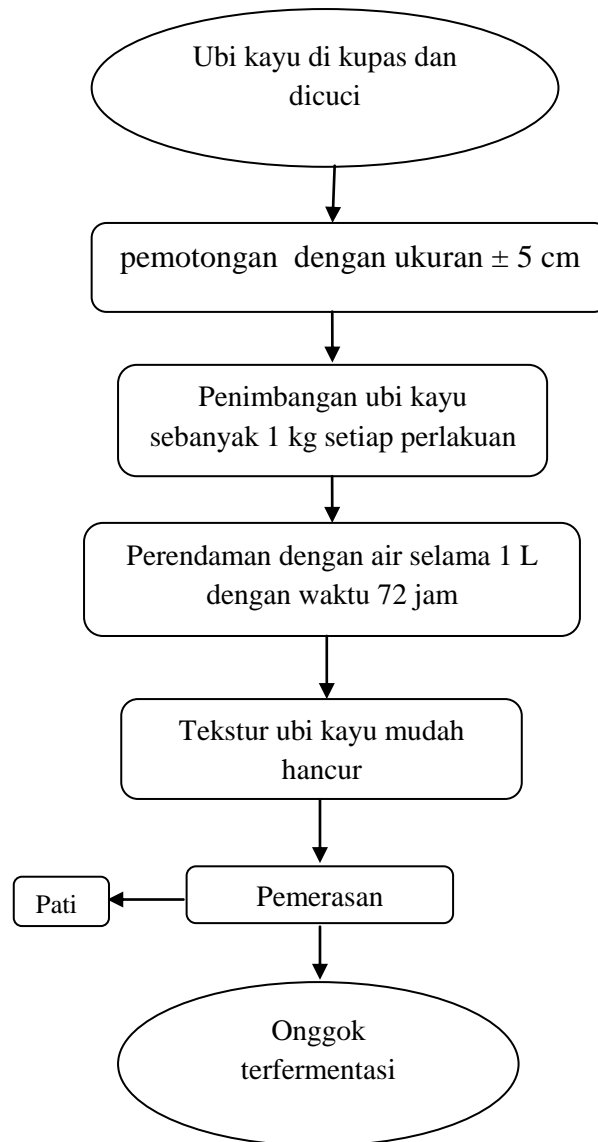 Ubi kayu di kupas dan
dicuci
pemotongan dengan ukuran ± 5 cm
Penimbangan ubi kayu
sebanyak 1 kg setiap perlakuan
Perendaman dengan air selama 1 L
dengan waktu 72 jam
Tekstur ubi kayu mudah
hancur
Pati
Pemerasan
Onggok
terfermentasi